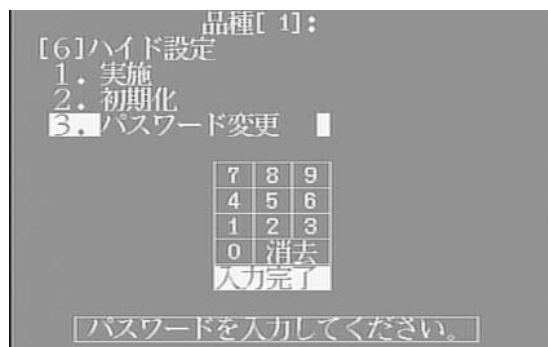 品種[ 1]:
[6]ハイド設定
1. 実施
2. 初期化
3. パスワード変更
7 8 9
4 5 6
1 2 3
0 消去
入力完了
パスワードを入力してください。